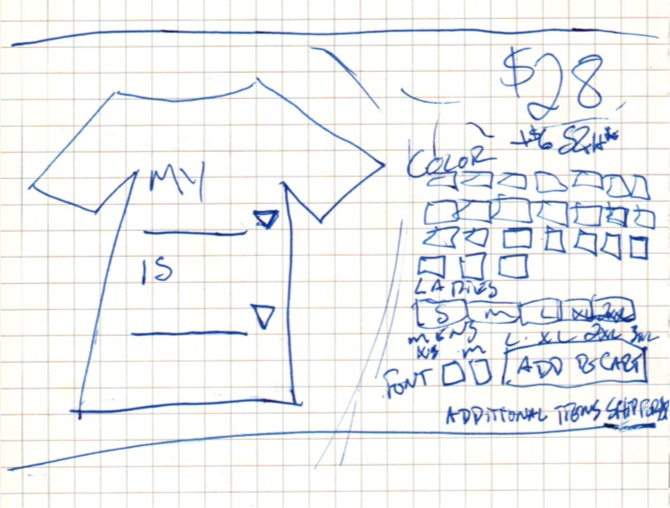 MY
IS
$28
+$6 S&H*
COLOR
LADIES
S M L XL 2XL
MENS
XS M L XL 2XL 3XL
FONT ADD TO CART
ADDITIONAL ITEMS